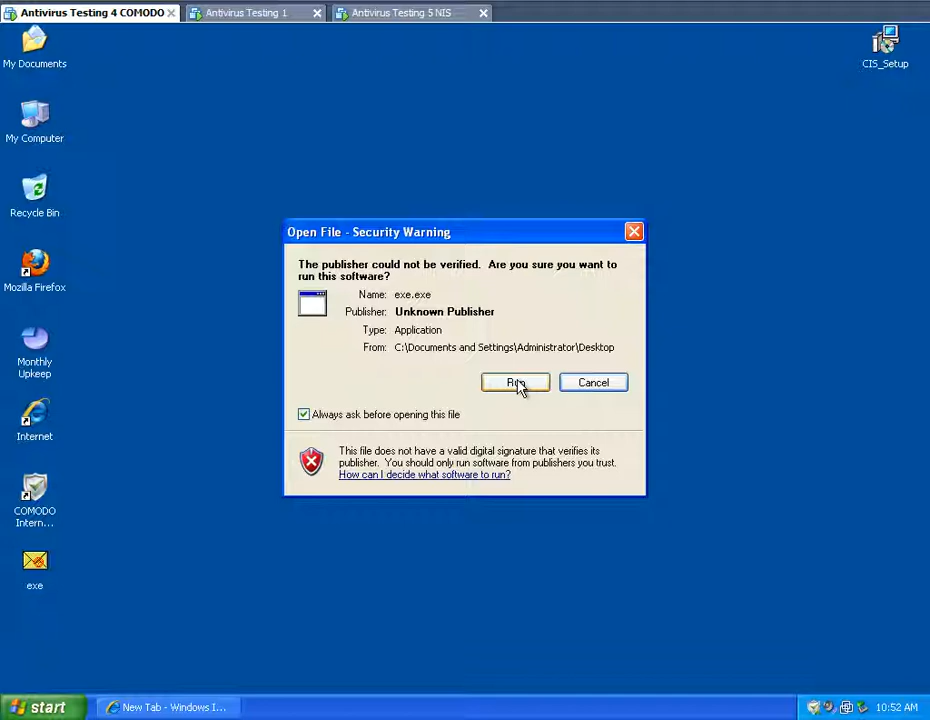 Antivirus Testing 4 COMODO
Antivirus Testing 1
Antivirus Testing 5 NIS
My Documents
CIS_Setup
My Computer
Recycle Bin
Mozilla Firefox
Monthly
Upkeep
Internet
COMODO
Intern...
exe
Open File - Security Warning
The publisher could not be verified. Are you sure you want to
run this software?
Name: exe.exe
Publisher: Unknown Publisher
Type: Application
From: C:\Documents and Settings\Administrator\Desktop
Run Cancel
Always ask before opening this file
This file does not have a valid digital signature that verifies its
publisher. You should only run software from publishers you trust.
How can I decide what software to run?
start
New Tab - Windows I...
10:52 AM